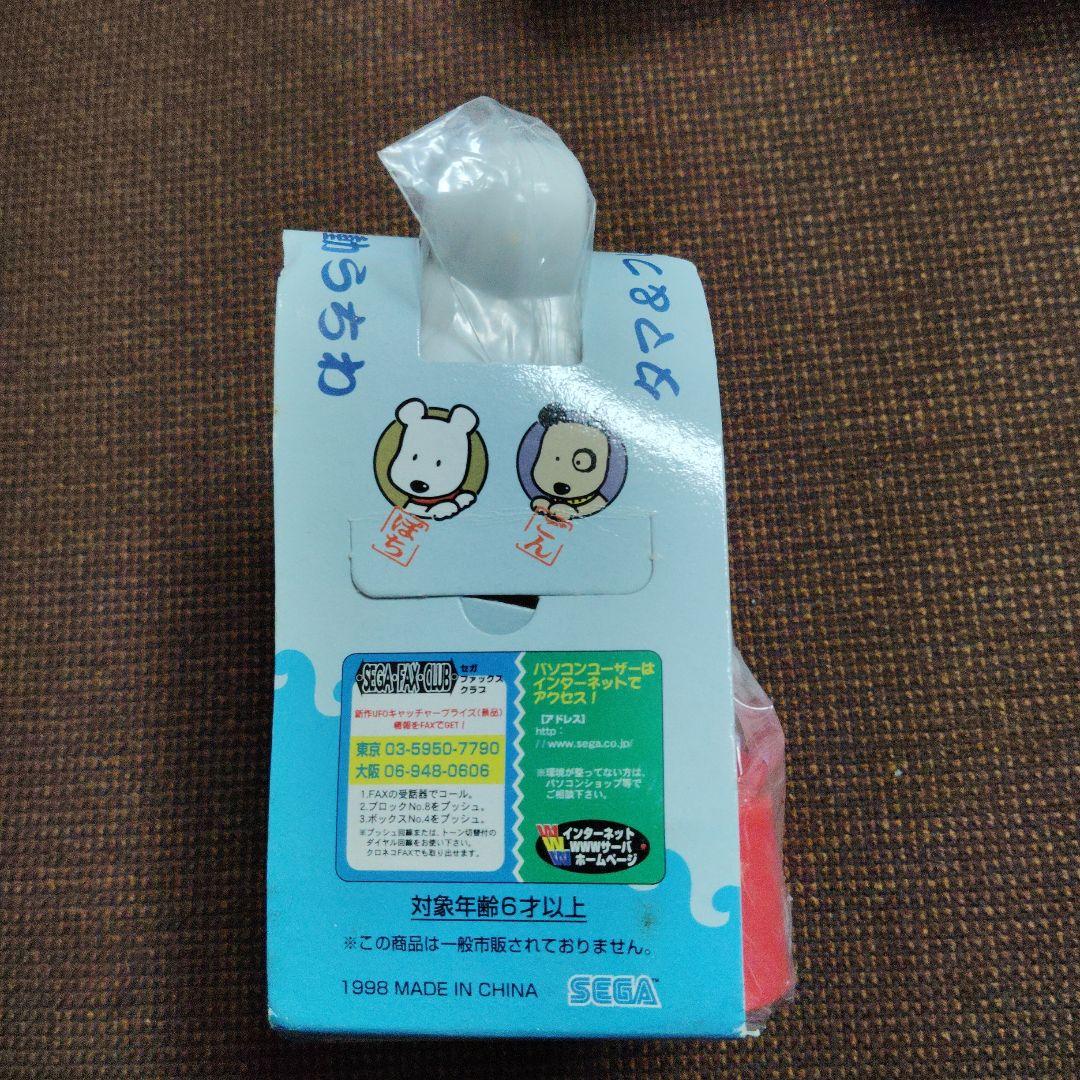 動うちわ
タマ&フ
ぽち
ごん
SEGA・FAX・CLUB
セガ
ファックス
クラブ
新作UFOキャッチャープライズ(景品)
情報をFAXでGET!
東京 03-5950-7790
大阪 06-948-0606
1.FAXの受話器でコール。
2.ブロックNo.8をプッシュ。
3.ボックスNo.4をプッシュ。
※プッシュ回線または、トーン切替付の
ダイヤル回線をお使い下さい。
クロネコFAXでも取り出せます。
パソコンユーザーは
インターネットで
アクセス!
[アドレス]
http:
//www.sega.co.jp/
※環境が整ってない方は、
パソコンショップ等で
ご相談下さい。
WWW
インターネット
WWWサーバ
ホームページ
対象年齢6才以上
※この商品は一般市販されておりません。
1998 MADE IN CHINA
SEGA™